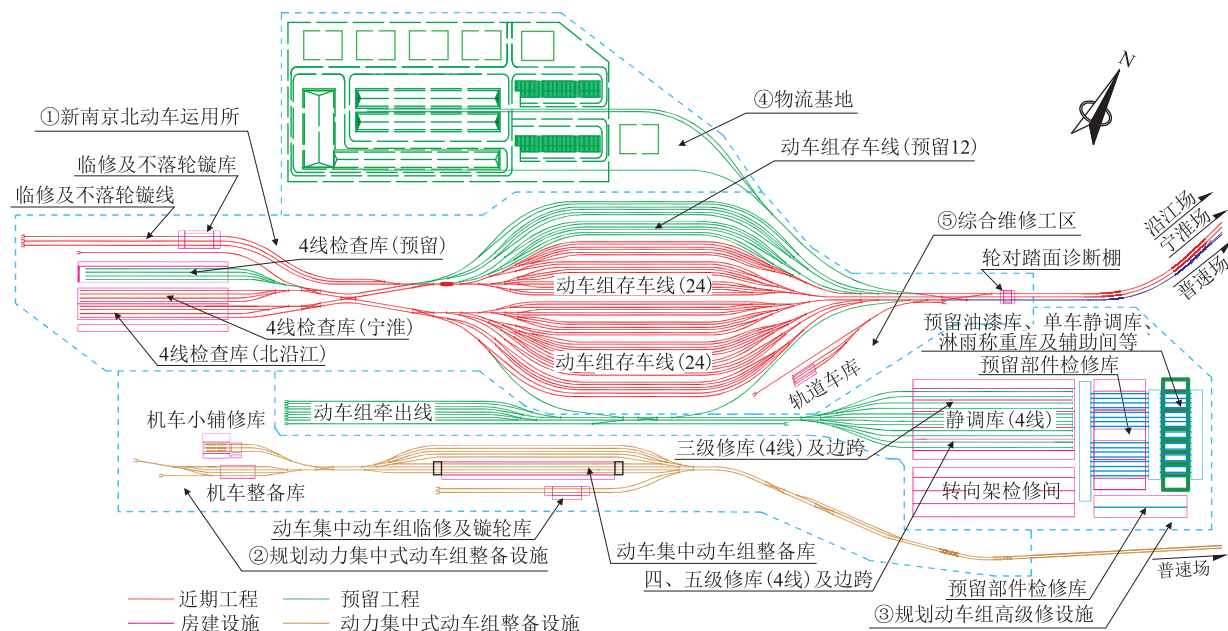 N
①新南京北动车运用所
④物流基地
临修及不落轮镟库
动车组存车线(预留12)
临修及不落轮镟线
⑤综合维修工区
沿江场
宁淮场
普速场
4线检查库(预留)
轮对踏面诊断棚
动车组存车线(24)
4线检查库(宁淮)
预留油漆库、单车静调库、
淋雨称重库及辅助间等
4线检查库(北沿江)
动车组存车线(24)
预留部件检修库
轨道车库
机车小辅修库
动车组牵出线
静调库(4线)
三级修库(4线)及边跨
机车整备库
转向架检修间
动车集中动车组临修及镟轮库
②规划动力集中式动车组整备设施
动车集中动车组整备库
四、五级修库(4线)及边跨
普速场
预留部件检修库
③规划动车组高级修设施
近期工程
预留工程
房建设施
动力集中式动车组整备设施